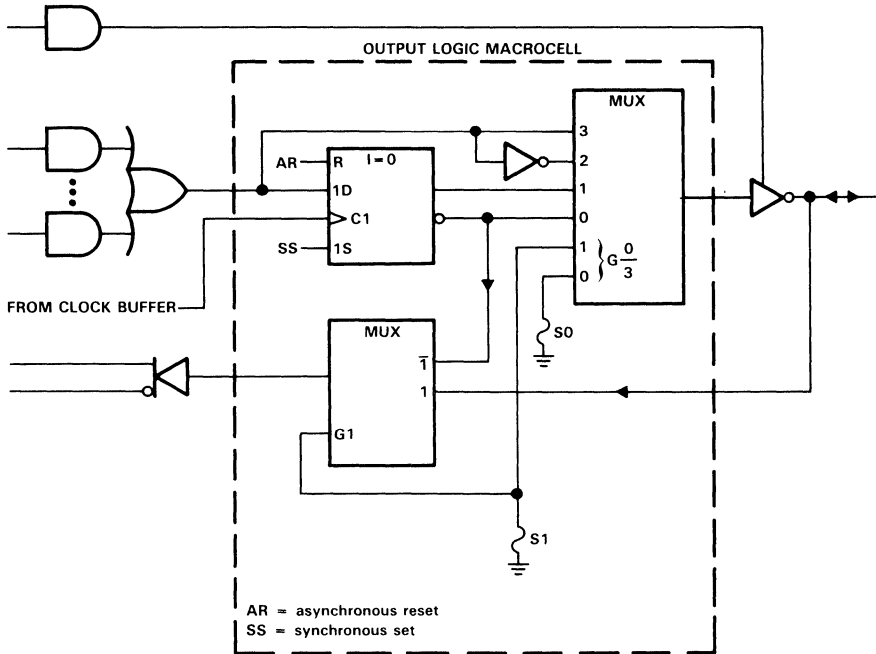 OUTPUT LOGIC MACROCELL
MUX
3
2
1
0
1
0
G 0/3
AR
R
I=0
1D
C1
SS
1S
FROM CLOCK BUFFER
S0
MUX
1̅
1
G1
S1
AR = asynchronous reset
SS = synchronous set